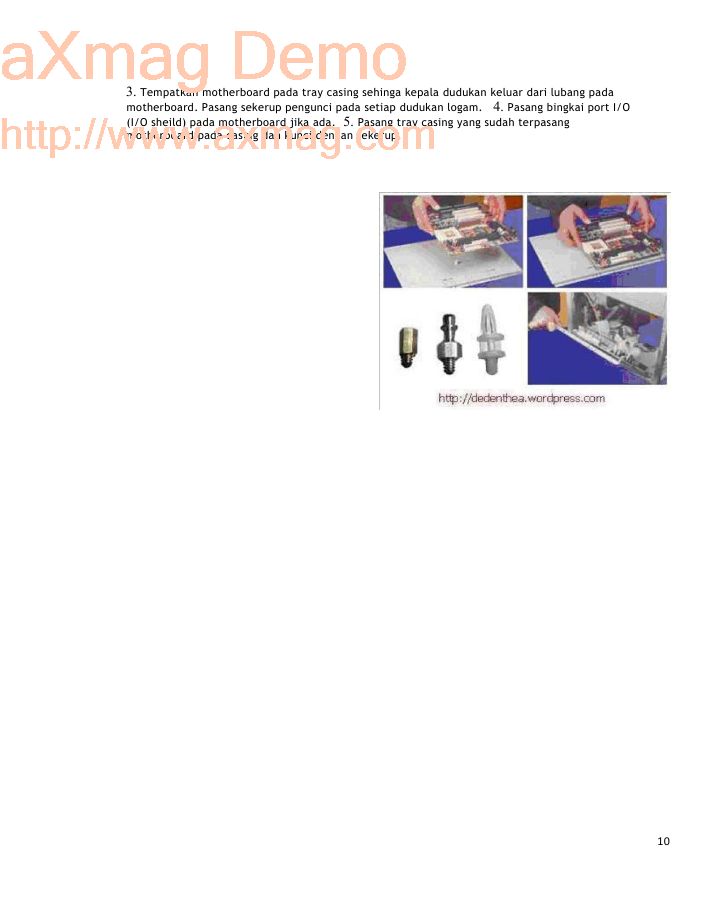 aXmag Demo
3. Tempatkan motherboard pada tray casing sehinga kepala dudukan keluar dari lubang pada
motherboard. Pasang sekerup pengunci pada setiap dudukan logam. 4. Pasang bingkai port I/O
(I/O sheild) pada motherboard jika ada. 5. Pasang tray casing yang sudah terpasang
http://www.axmag.com
motherboard pada casing dan kunci dengan sekerup
http://dedenthea.wordpress.com
10